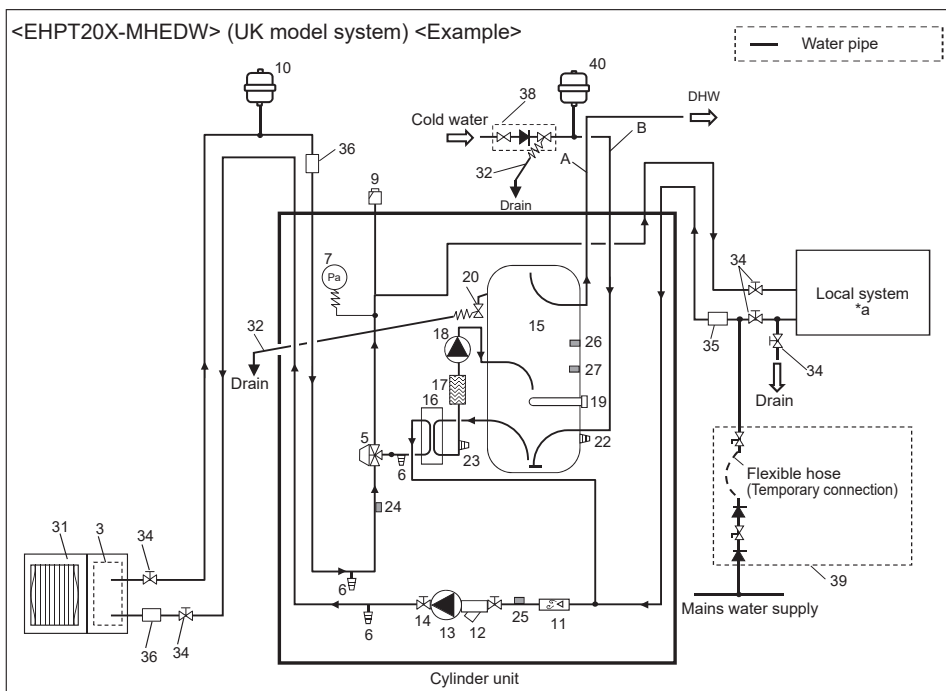 <EHPT20X-MHEDW> (UK model system) <Example>
Water pipe
10
40
38
DHW
Cold water
B
A
36
32
9
Drain
7
Pa
34
20
Local system
*a
15
32
18
26
35
34
27
Drain
17
Drain
16
19
5
22
6
23
Flexible hose
(Temporary connection)
24
31
3
34
6
39
Mains water supply
6
14
13
12
25
11
36
34
Cylinder unit